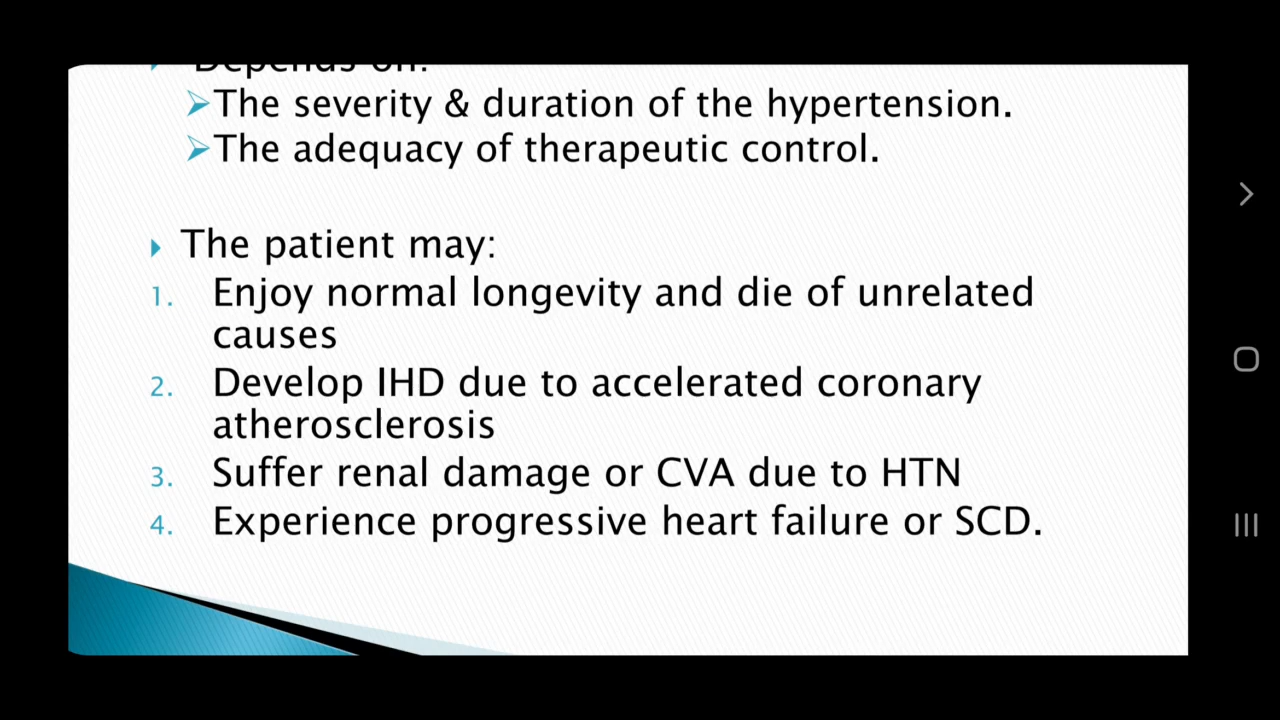 Depends on:
➢The severity & duration of the hypertension.
➢The adequacy of therapeutic control.
The patient may:
1. Enjoy normal longevity and die of unrelated
causes
2. Develop IHD due to accelerated coronary
atherosclerosis
3. Suffer renal damage or CVA due to HTN
4. Experience progressive heart failure or SCD.